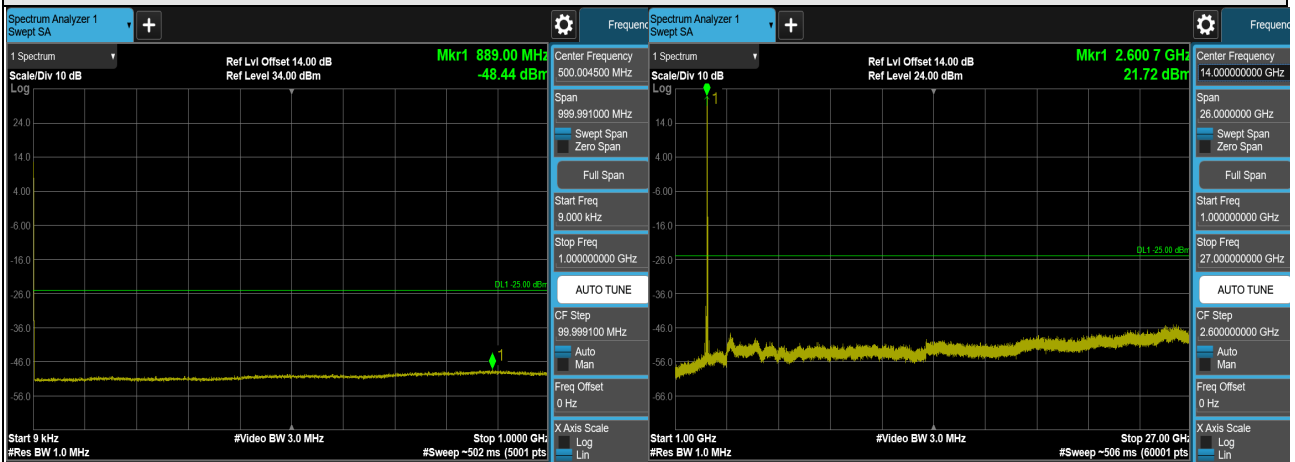 Spectrum Analyzer 1
Swept SA
+
Frequenc
1 Spectrum
Scale/Div 10 dB
Log
Ref Lvl Offset 14.00 dB
Ref Level 34.00 dBm
Mkr1 889.00 MHz
-48.44 dBm
1
24.0
14.0
4.00
-6.00
-16.0
-26.0
-36.0
-46.0
-56.0
DL1 -25.00 dBm
Start 9 kHz
#Res BW 1.0 MHz
#Video BW 3.0 MHz
Stop 1.0000 GHz
#Sweep ~502 ms (5001 pts
Center Frequency
500.004500 MHz
Span
999.991000 MHz
Swept Span
Zero Span
Full Span
Start Freq
9.000 kHz
Stop Freq
1.000000000 GHz
AUTO TUNE
CF Step
99.999100 MHz
Auto
Man
Freq Offset
0 Hz
X Axis Scale
Log
Lin
Spectrum Analyzer 1
Swept SA
+
Frequenc
1 Spectrum
Scale/Div 10 dB
Log
Ref Lvl Offset 14.00 dB
Ref Level 24.00 dBm
Mkr1 2.600 7 GHz
21.72 dBm
1
14.0
4.00
-6.00
-16.0
-26.0
-36.0
-46.0
-56.0
-66.0
DL1 -25.00 dBm
Start 1.00 GHz
#Res BW 1.0 MHz
#Video BW 3.0 MHz
Stop 27.00 GHz
#Sweep ~506 ms (60001 pts
Center Frequency
14.000000000 GHz
Span
26.0000000 GHz
Swept Span
Zero Span
Full Span
Start Freq
1.000000000 GHz
Stop Freq
27.000000000 GHz
AUTO TUNE
CF Step
2.600000000 GHz
Auto
Man
Freq Offset
0 Hz
X Axis Scale
Log
Lin